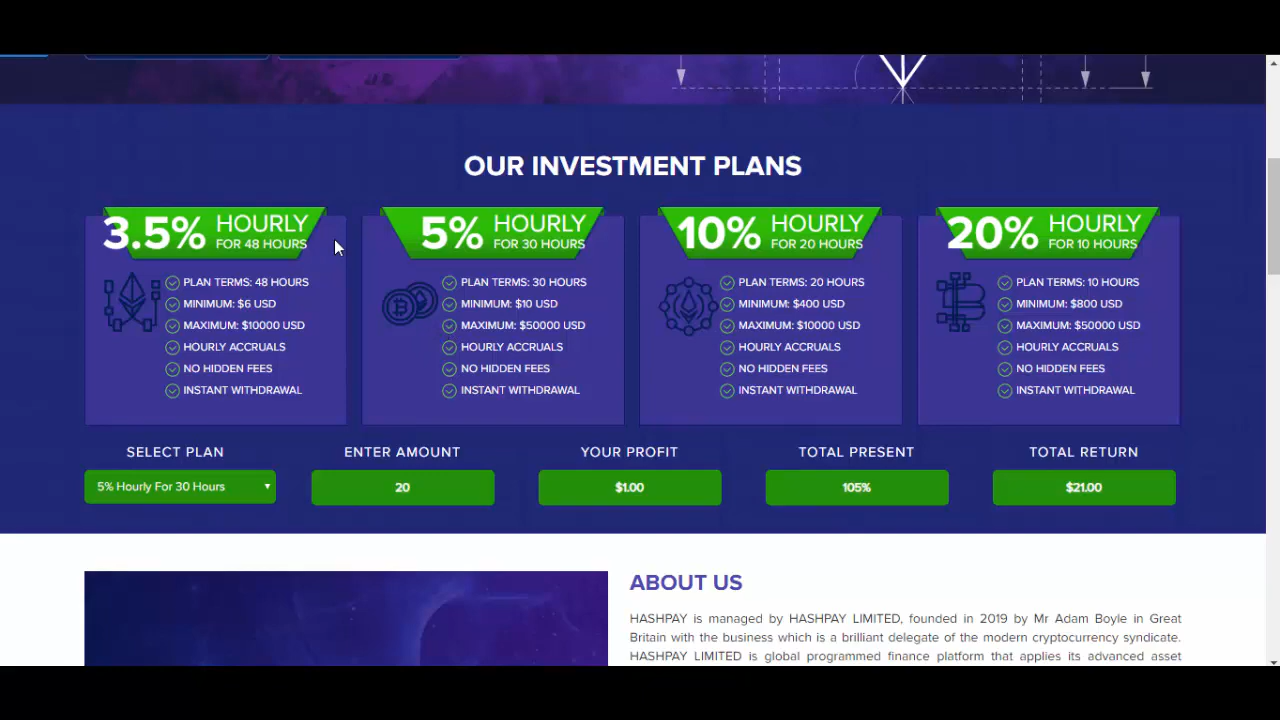 OUR INVESTMENT PLANS
3.5% HOURLY FOR 48 HOURS
PLAN TERMS: 48 HOURS
MINIMUM: $6 USD
MAXIMUM: $10000 USD
HOURLY ACCRUALS
NO HIDDEN FEES
INSTANT WITHDRAWAL
5% HOURLY FOR 30 HOURS
PLAN TERMS: 30 HOURS
MINIMUM: $10 USD
MAXIMUM: $50000 USD
HOURLY ACCRUALS
NO HIDDEN FEES
INSTANT WITHDRAWAL
10% HOURLY FOR 20 HOURS
PLAN TERMS: 20 HOURS
MINIMUM: $400 USD
MAXIMUM: $10000 USD
HOURLY ACCRUALS
NO HIDDEN FEES
INSTANT WITHDRAWAL
20% HOURLY FOR 10 HOURS
PLAN TERMS: 10 HOURS
MINIMUM: $800 USD
MAXIMUM: $50000 USD
HOURLY ACCRUALS
NO HIDDEN FEES
INSTANT WITHDRAWAL
SELECT PLAN
5% Hourly For 30 Hours
ENTER AMOUNT
20
YOUR PROFIT
$1.00
TOTAL PRESENT
105%
TOTAL RETURN
$21.00
ABOUT US
HASHPAY is managed by HASHPAY LIMITED, founded in 2019 by Mr Adam Boyle in Great
Britain with the business which is a brilliant delegate of the modern cryptocurrency syndicate.
HASHPAY LIMITED is global programmed finance platform that applies its advanced asset